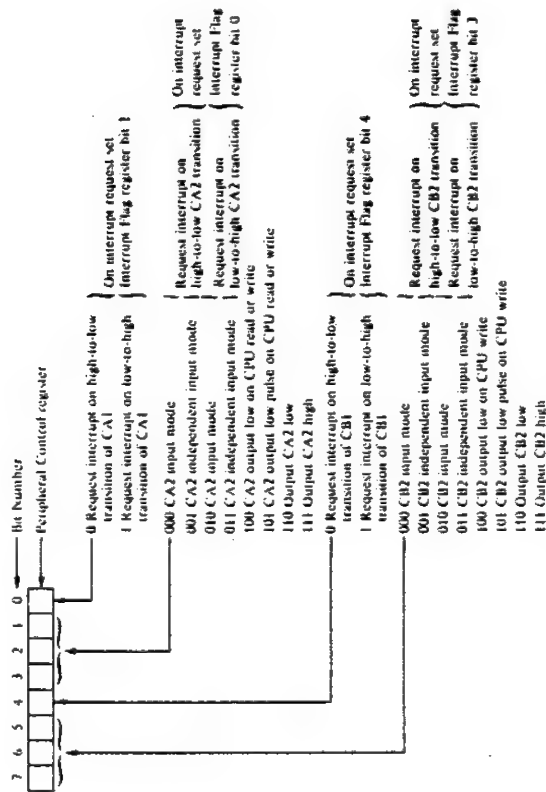 7 6 5 4 3 2 1 0
Bit Number
Peripheral Control register
0 Request interrupt on high-to-low
transition of CA1
1 Request interrupt on low-to-high
transition of CA1
On interrupt request set
Interrupt Flag register bit 1
000 CA2 input mode
001 CA2 independent input mode
010 CA2 input mode
011 CA2 independent input mode
100 CA2 output low on CPU read or write
101 CA2 output low pulse on CPU read or write
110 Output CA2 low
111 Output CA2 high
Request interrupt on
high-to-low CA2 transition
Request interrupt on
low-to-high CA2 transition
On interrupt
request set
Interrupt Flag
register bit 0
0 Request interrupt on high-to-low
transition of CB1
1 Request interrupt on low-to-high
transition of CB1
On interrupt request set
Interrupt Flag register bit 4
000 CB2 input mode
001 CB2 independent input mode
010 CB2 input mode
011 CB2 independent input mode
100 CB2 output low on CPU write
101 CB2 output low pulse on CPU write
110 Output CB2 low
111 Output CB2 high
Request interrupt on
high-to-low CB2 transition
Request interrupt on
low-to-high CB2 transition
On interrupt
request set
Interrupt Flag
register bit 3